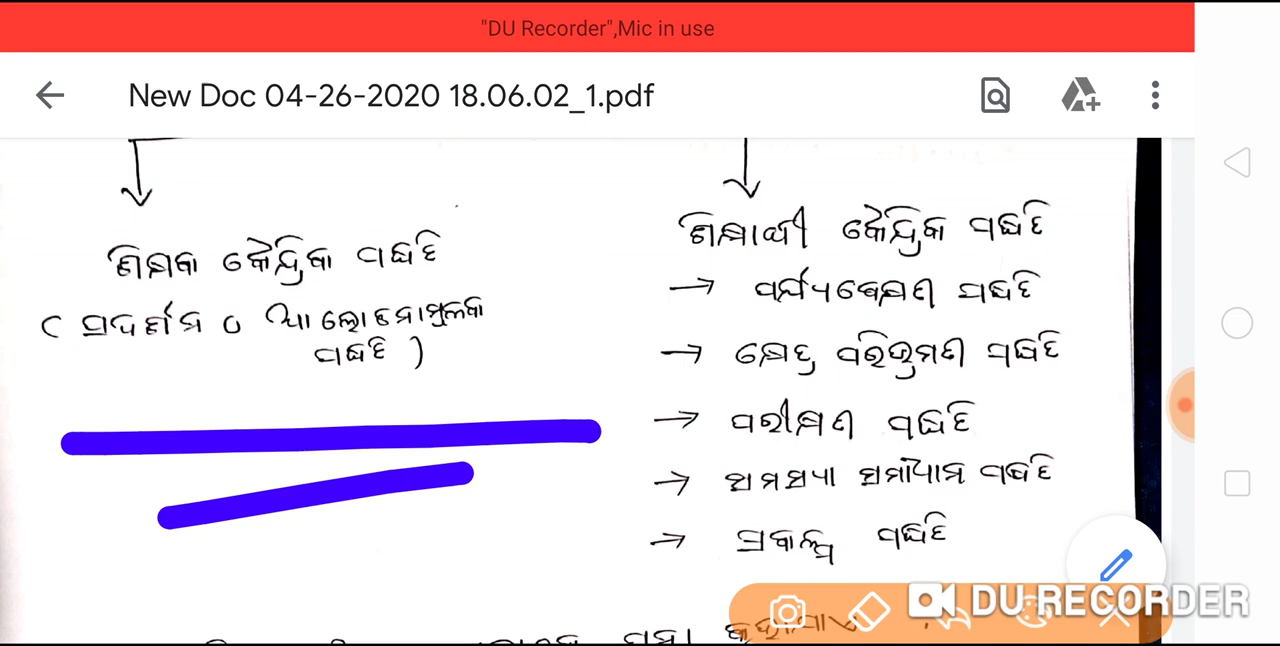 "DU Recorder",Mic in use
New Doc 04-26-2020 18.06.02_1.pdf
ଶିକ୍ଷକ କୈନ୍ଦ୍ରିକ ପଦ୍ଧତି
( ପ୍ରଦର୍ଶନ ଓ ଆଲୋଚନାମୂଳକ
ପଦ୍ଧତି )
ଶିକ୍ଷାର୍ଥୀ କୈନ୍ଦ୍ରିକ ପଦ୍ଧତି
→ ପର୍ଯ୍ୟବେକ୍ଷଣ ପଦ୍ଧତି
→ କ୍ଷେତ୍ର ପରିଭ୍ରମଣ ପଦ୍ଧତି
→ ପରୀକ୍ଷଣ ପଦ୍ଧତି
→ ସମସ୍ୟା ସମାଧାନ ପଦ୍ଧତି
→ ପ୍ରକଳ୍ପ ପଦ୍ଧତି
DU RECORDER